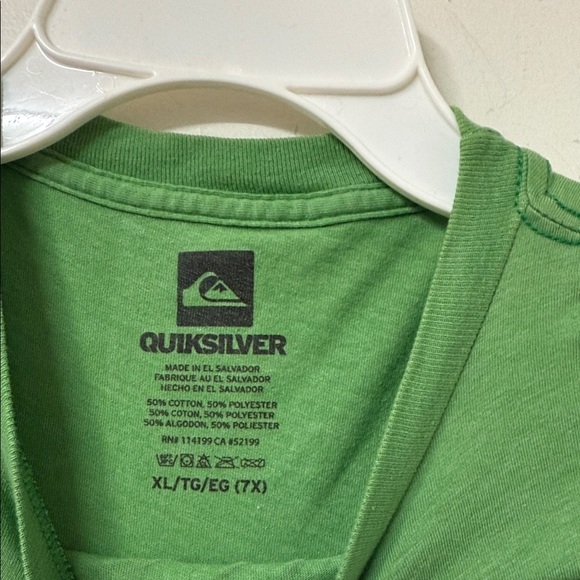 QUIKSILVER
MADE IN EL SALVADOR
FABRIQUE AU EL SALVADOR
HECHO EN EL SALVADOR
50% COTTON, 50% POLYESTER
50% COTON, 50% POLYESTER
50% ALGODON, 50% POLIESTER
RN# 114199 CA #52199
XL/TG/EG (7X)